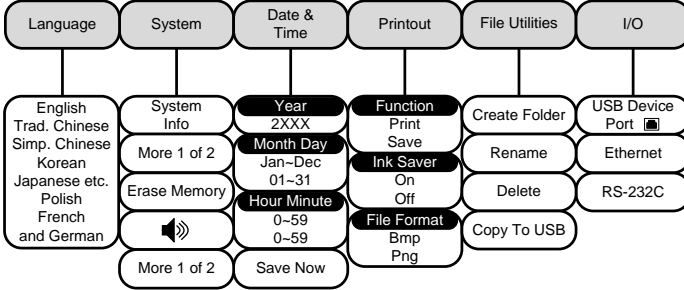 Language
System
Date &
Time
Printout
File Utilities
I/O
English
Trad. Chinese
Simp. Chinese
Korean
Japanese etc.
Polish
French
and German
System
Info
More 1 of 2
Erase Memory
More 1 of 2
Year
2XXX
Month Day
Jan~Dec
01~31
Hour Minute
0~59
0~59
Save Now
Function
Print
Save
Ink Saver
On
Off
File Format
Bmp
Png
Create Folder
Rename
Delete
Copy To USB
USB Device
Port
Ethernet
RS-232C